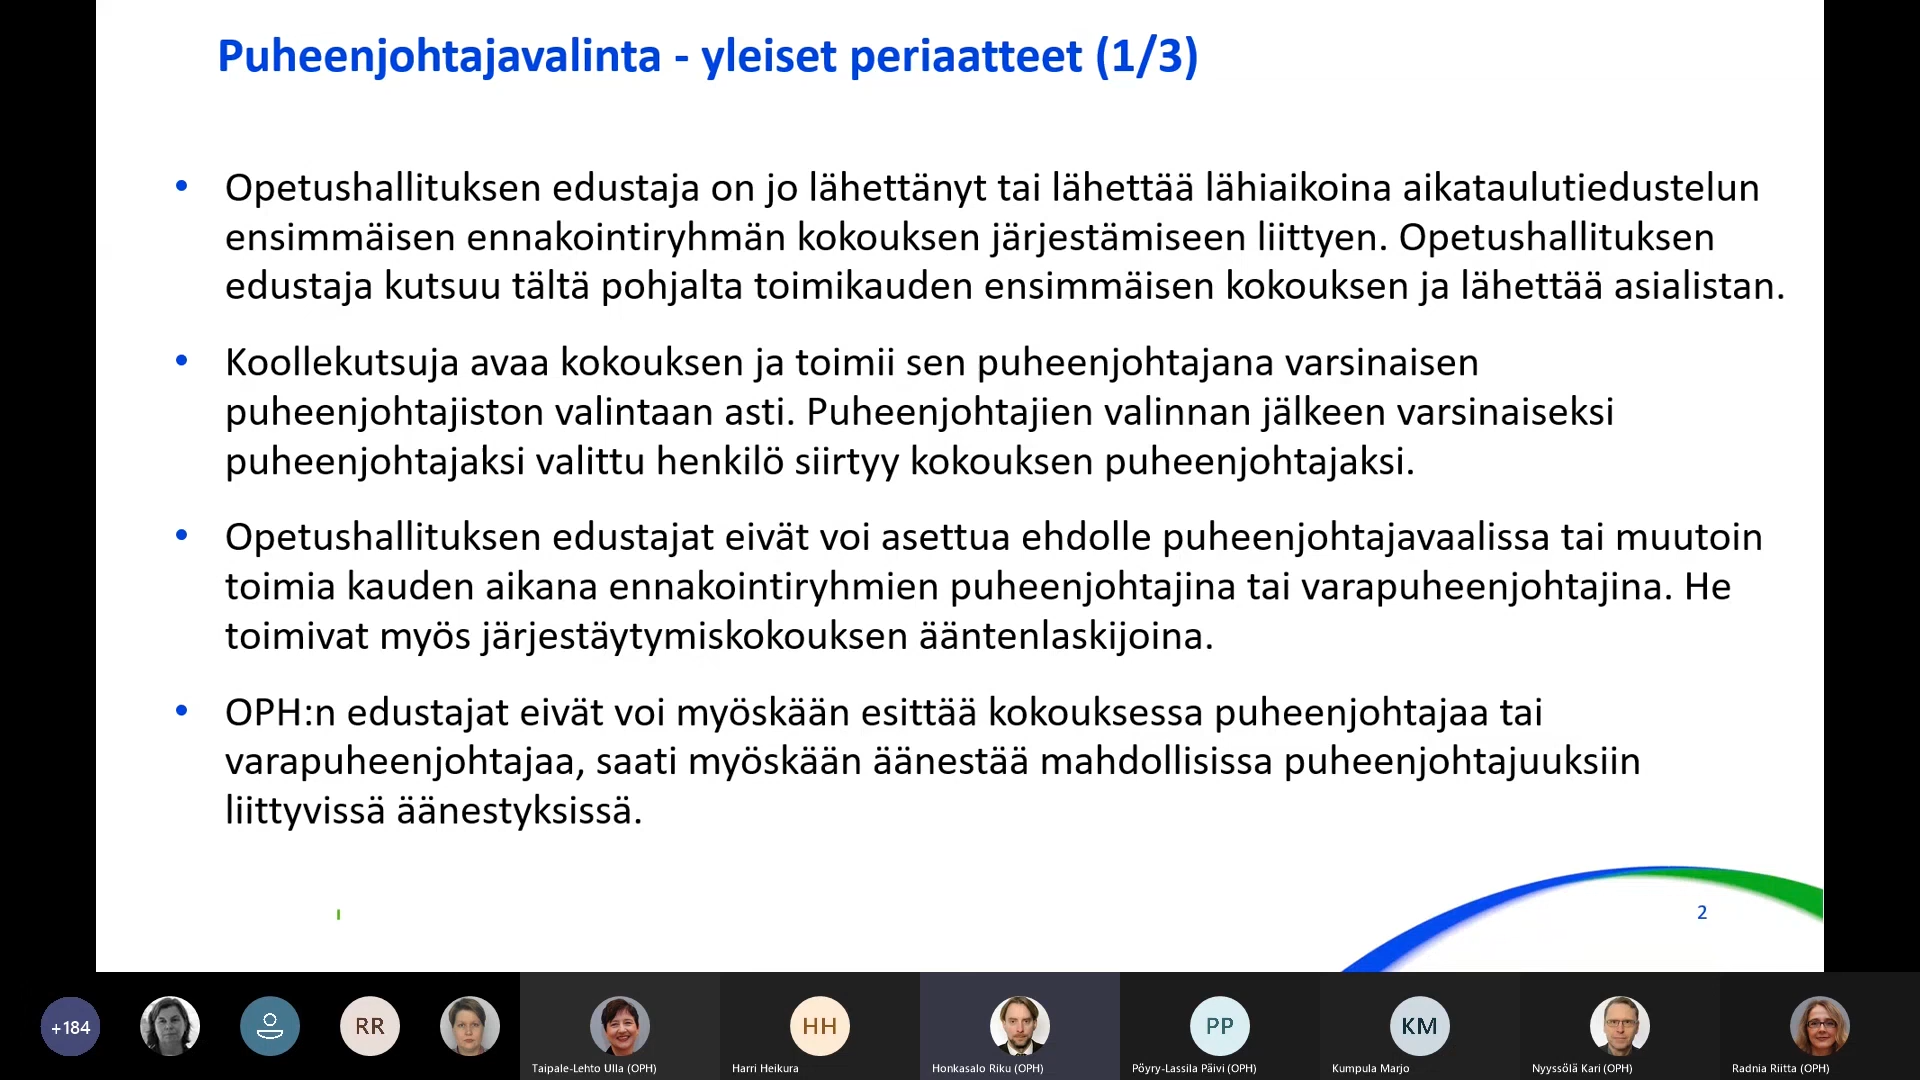 Puheenjohtajavalinta - yleiset periaatteet (1/3)
• Opetushallituksen edustaja on jo lähettänyt tai lähettää lähiaikoina aikataulutiedustelun
ensimmäisen ennakointiryhmän kokouksen järjestämiseen liittyen. Opetushallituksen
edustaja kutsuu tältä pohjalta toimikauden ensimmäisen kokouksen ja lähettää asialistan.
• Koollekutsuja avaa kokouksen ja toimii sen puheenjohtajana varsinaisen
puheenjohtajiston valintaan asti. Puheenjohtajien valinnan jälkeen varsinaiseksi
puheenjohtajaksi valittu henkilö siirtyy kokouksen puheenjohtajaksi.
• Opetushallituksen edustajat eivät voi asettua ehdolle puheenjohtajavaalissa tai muutoin
toimia kauden aikana ennakointiryhmien puheenjohtajina tai varapuheenjohtajina. He
toimivat myös järjestäytymiskokouksen ääntenlaskijoina.
• OPH:n edustajat eivät voi myöskään esittää kokouksessa puheenjohtajaa tai
varapuheenjohtajaa, saati myöskään äänestää mahdollisissa puheenjohtajuuksiin
liittyvissä äänestyksissä.
2
+184
RR
HH
PP
KM
Taipale-Lehto Ulla (OPH)
Harri Heikura
Honkasalo Riku (OPH)
Pöyry-Lassila Päivi (OPH)
Kumpula Marjo
Nyyssölä Kari (OPH)
Radnia Riitta (OPH)